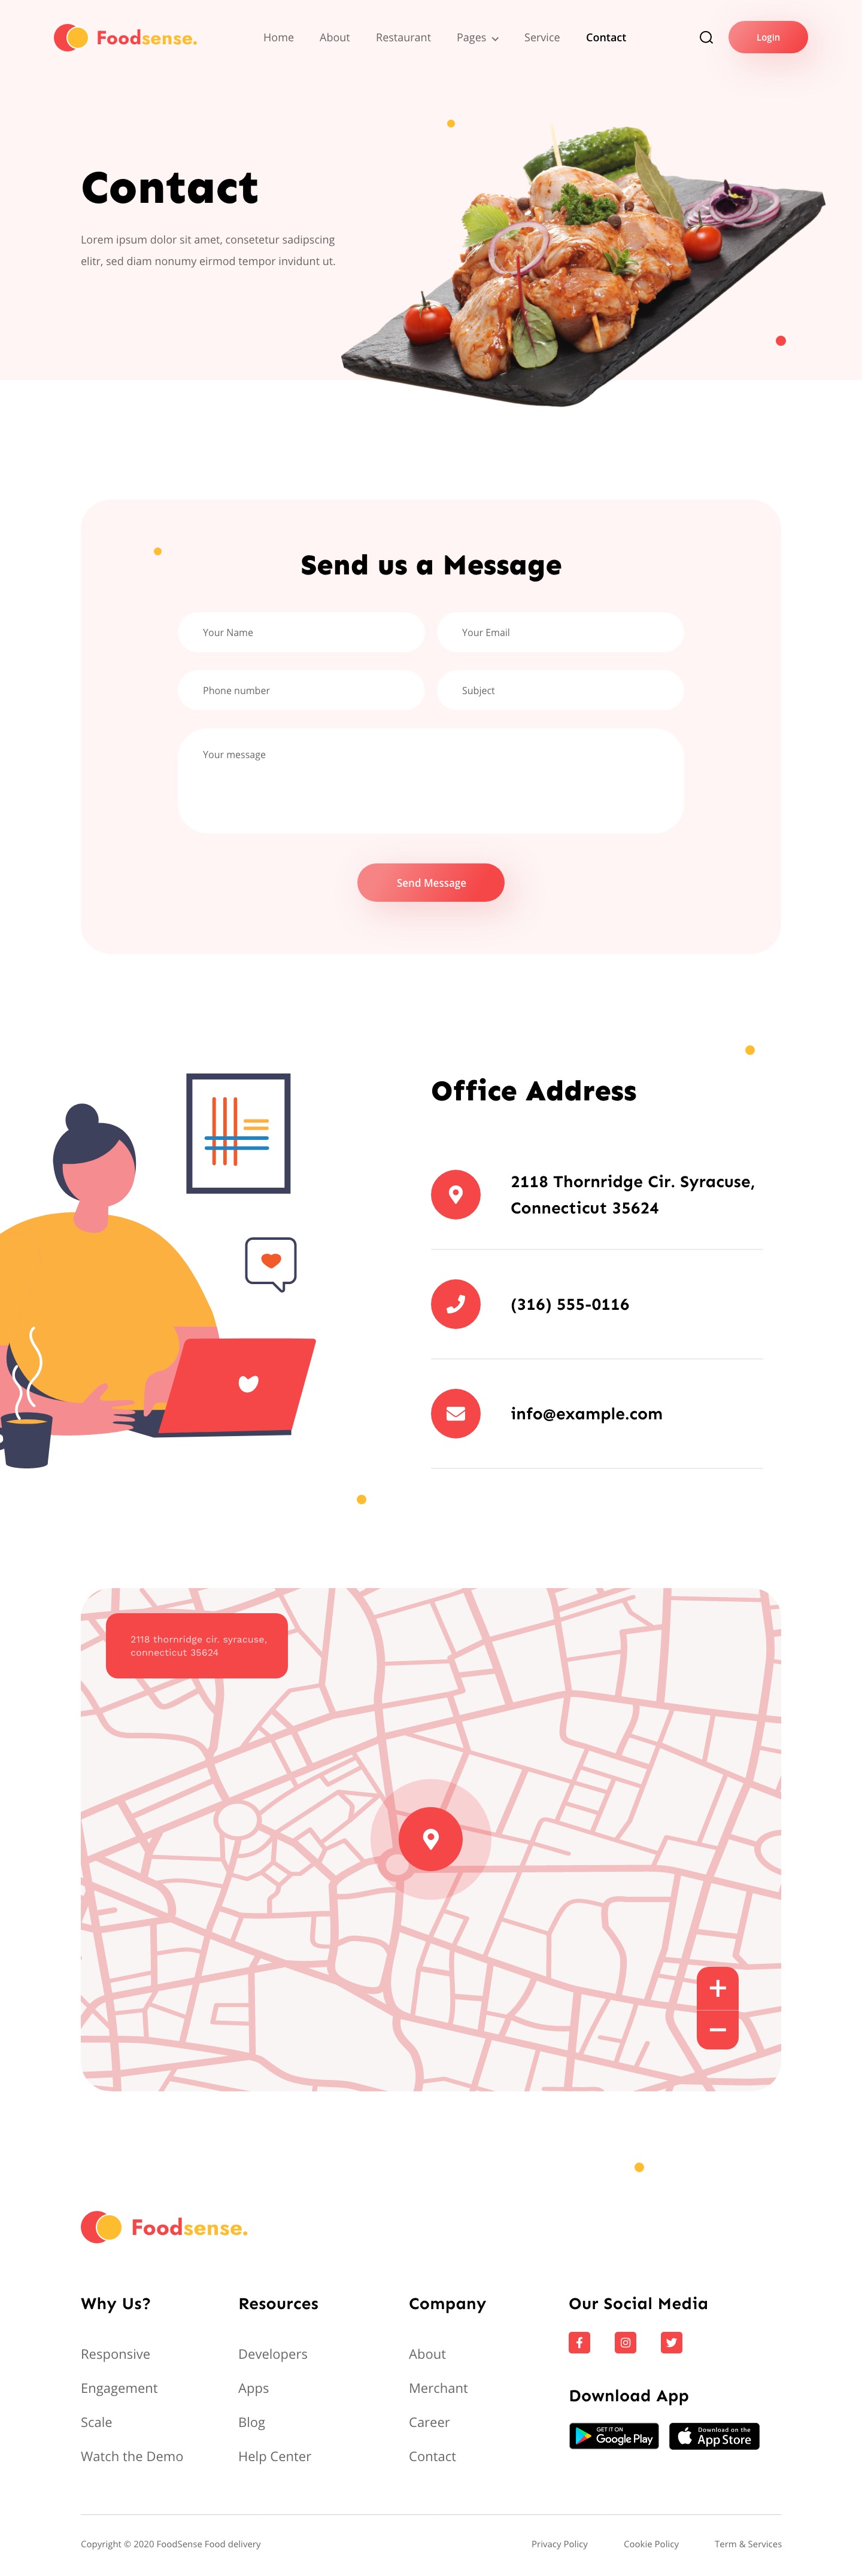 Foodsense.
Home About Restaurant Pages Service Contact Login
Contact
Lorem ipsum dolor sit amet, consetetur sadipscing
elitr, sed diam nonumy eirmod tempor invidunt ut.
Send us a Message
Your Name Your Email
Phone number Subject
Your message
Send Message
Office Address
2118 Thornridge Cir. Syracuse,
Connecticut 35624
(316) 555-0116
info@example.com
2118 thornridge cir. syracuse,
connecticut 35624
+
−
Foodsense.
Why Us?
Responsive
Engagement
Scale
Watch the Demo
Resources
Developers
Apps
Blog
Help Center
Company
About
Merchant
Career
Contact
Our Social Media
Download App
GET IT ON
Google Play
Download on the
App Store
Copyright © 2020 FoodSense Food delivery Privacy Policy Cookie Policy Term & Services